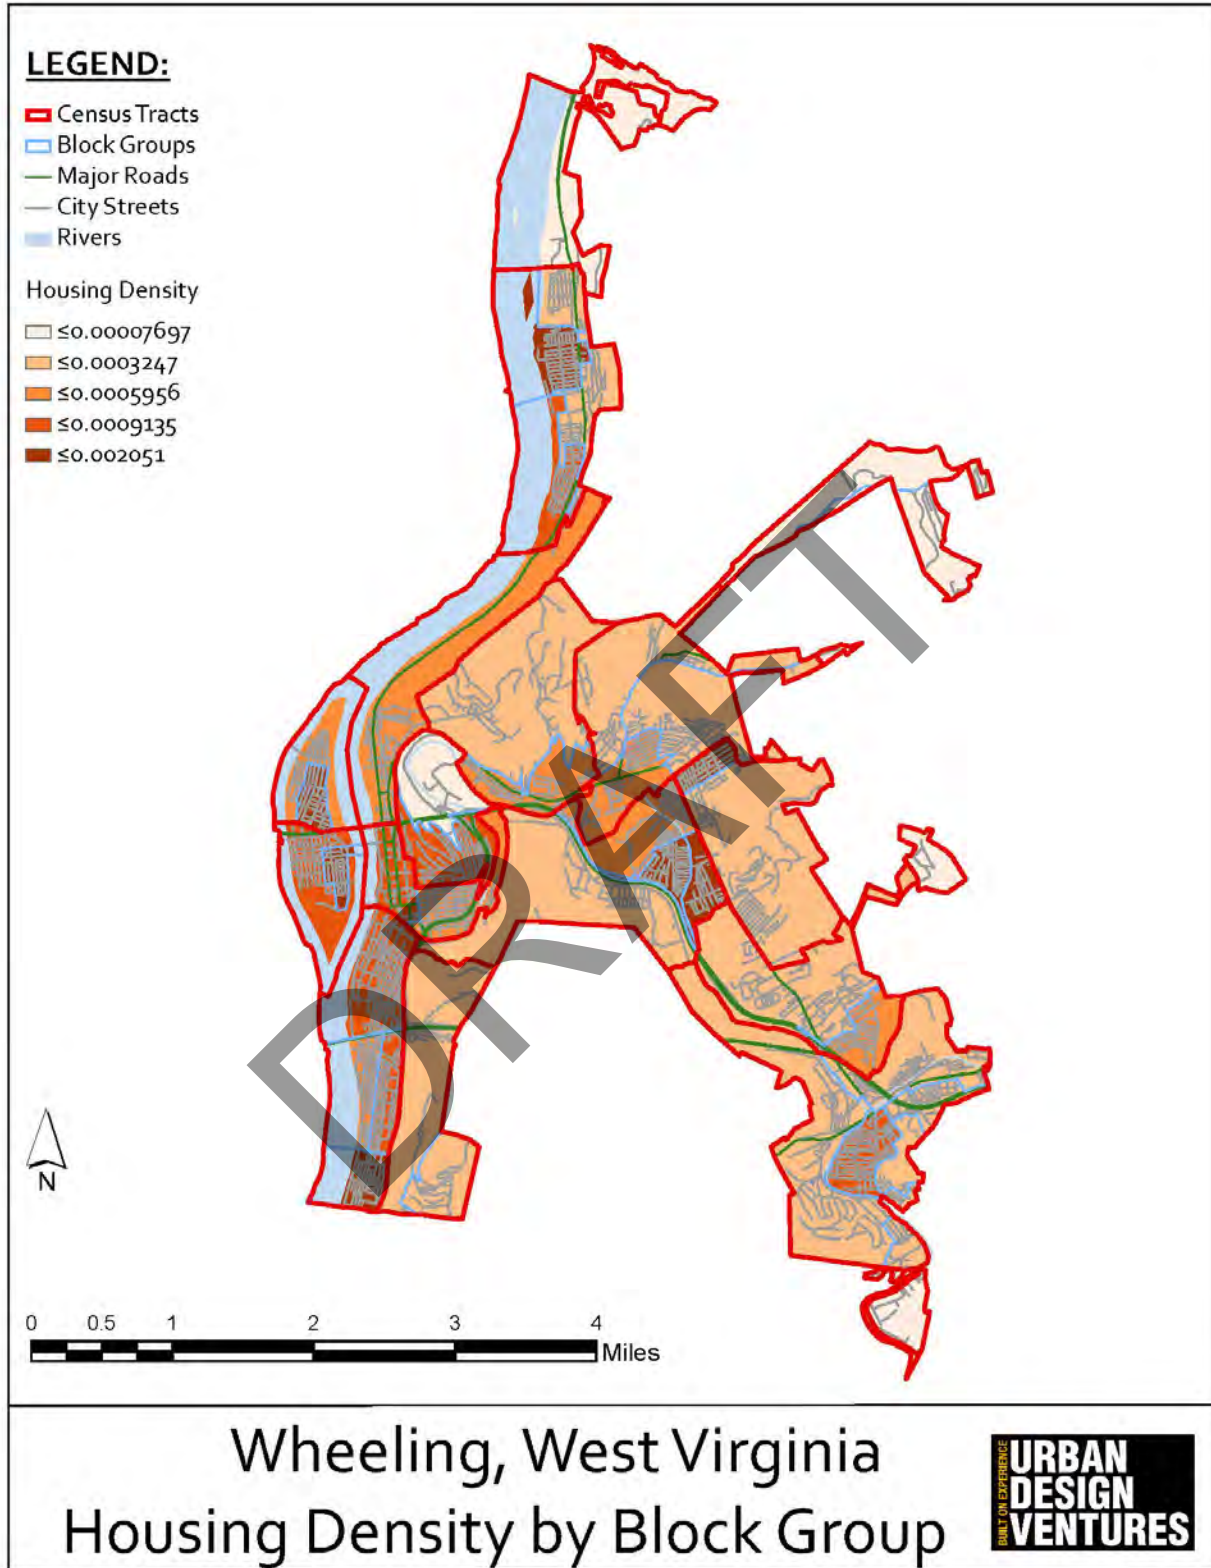 LEGEND:
Census Tracts
Block Groups
Major Roads
City Streets
Rivers
Housing Density
≤0.00007697
≤0.0003247
≤0.0005956
≤0.0009135
≤0.002051
DRAFT
N
0 0.5 1 2 3 4
Miles
Wheeling, West Virginia
Housing Density by Block Group
BUILT ON EXPERIENCE
URBAN
DESIGN
VENTURES